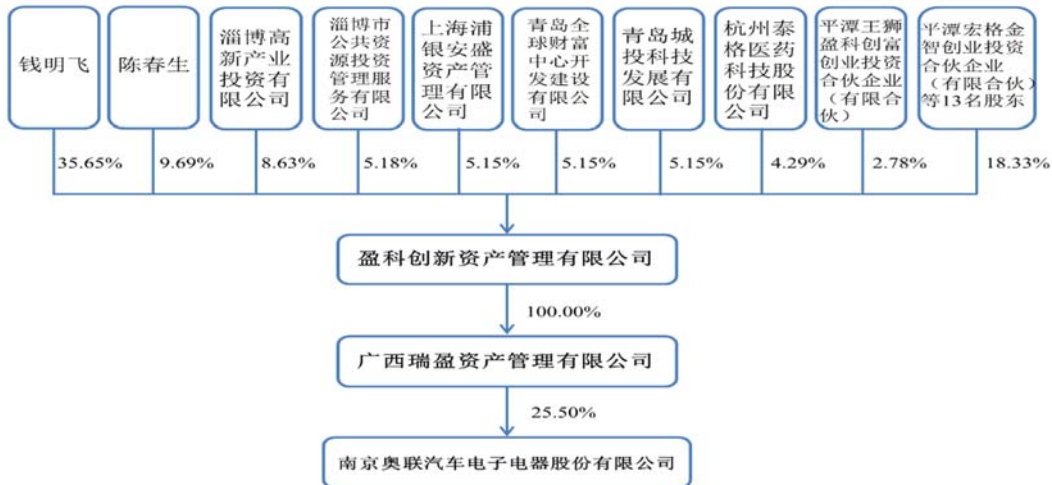 钱明飞
陈春生
淄博高
新产业
投资有
限公司
淄博市
公共资
源投资
管理服
务有限
公司
上海浦
银安盛
资产管
理有限
公司
青岛全
球财富
中心开
发建设
有限公
司
青岛城
投科技
发展有
限公司
杭州泰
格医药
科技股
份有限
公司
平潭王狮
盈科创富
创业投资
合伙企业
（有限合
伙）
平潭宏格金
智创业投资
合伙企业
（有限合伙）
等13名股东
35.65%
9.69%
8.63%
5.18%
5.15%
5.15%
5.15%
4.29%
2.78%
18.33%
盈科创新资产管理有限公司
100.00%
广西瑞盈资产管理有限公司
25.50%
南京奥联汽车电子电器股份有限公司